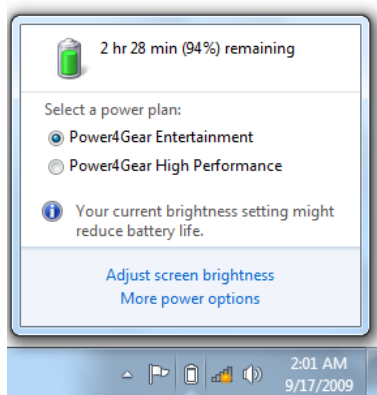 2 hr 28 min (94%) remaining
Select a power plan:
Power4Gear Entertainment
Power4Gear High Performance
Your current brightness setting might
reduce battery life.
Adjust screen brightness
More power options
2:01 AM
9/17/2009